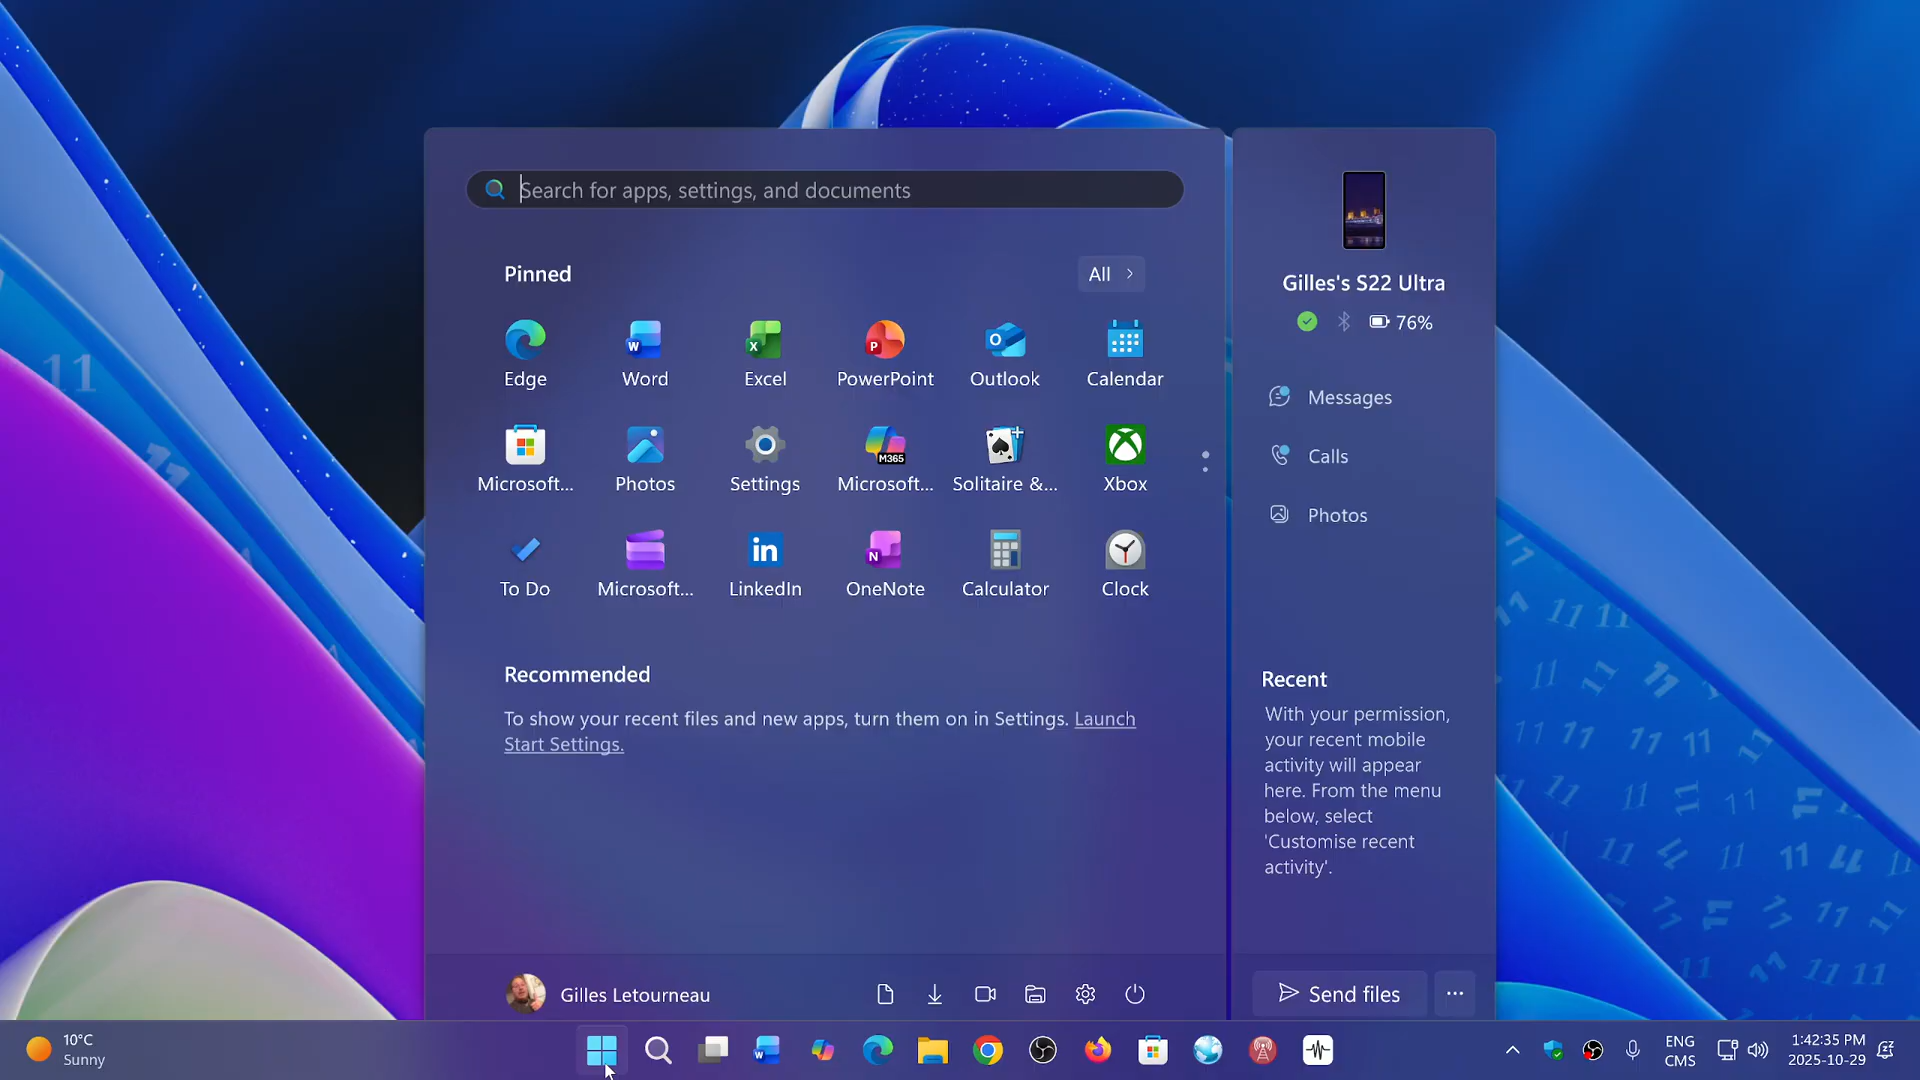 Search for apps, settings, and documents
Pinned
All
Edge
Word
Excel
PowerPoint
Outlook
Calendar
Microsoft...
Photos
Settings
Microsoft...
Solitaire &...
Xbox
M365
To Do
Microsoft...
LinkedIn
OneNote
Calculator
Clock
Recommended
To show your recent files and new apps, turn them on in Settings. Launch
Start Settings.
Gilles Letourneau
Gilles's S22 Ultra
76%
Messages
Calls
Photos
Recent
With your permission,
your recent mobile
activity will appear
here. From the menu
below, select
'Customise recent
activity'.
Send files
10°C
Sunny
ENG
CMS
1:42:35 PM
2025-10-29